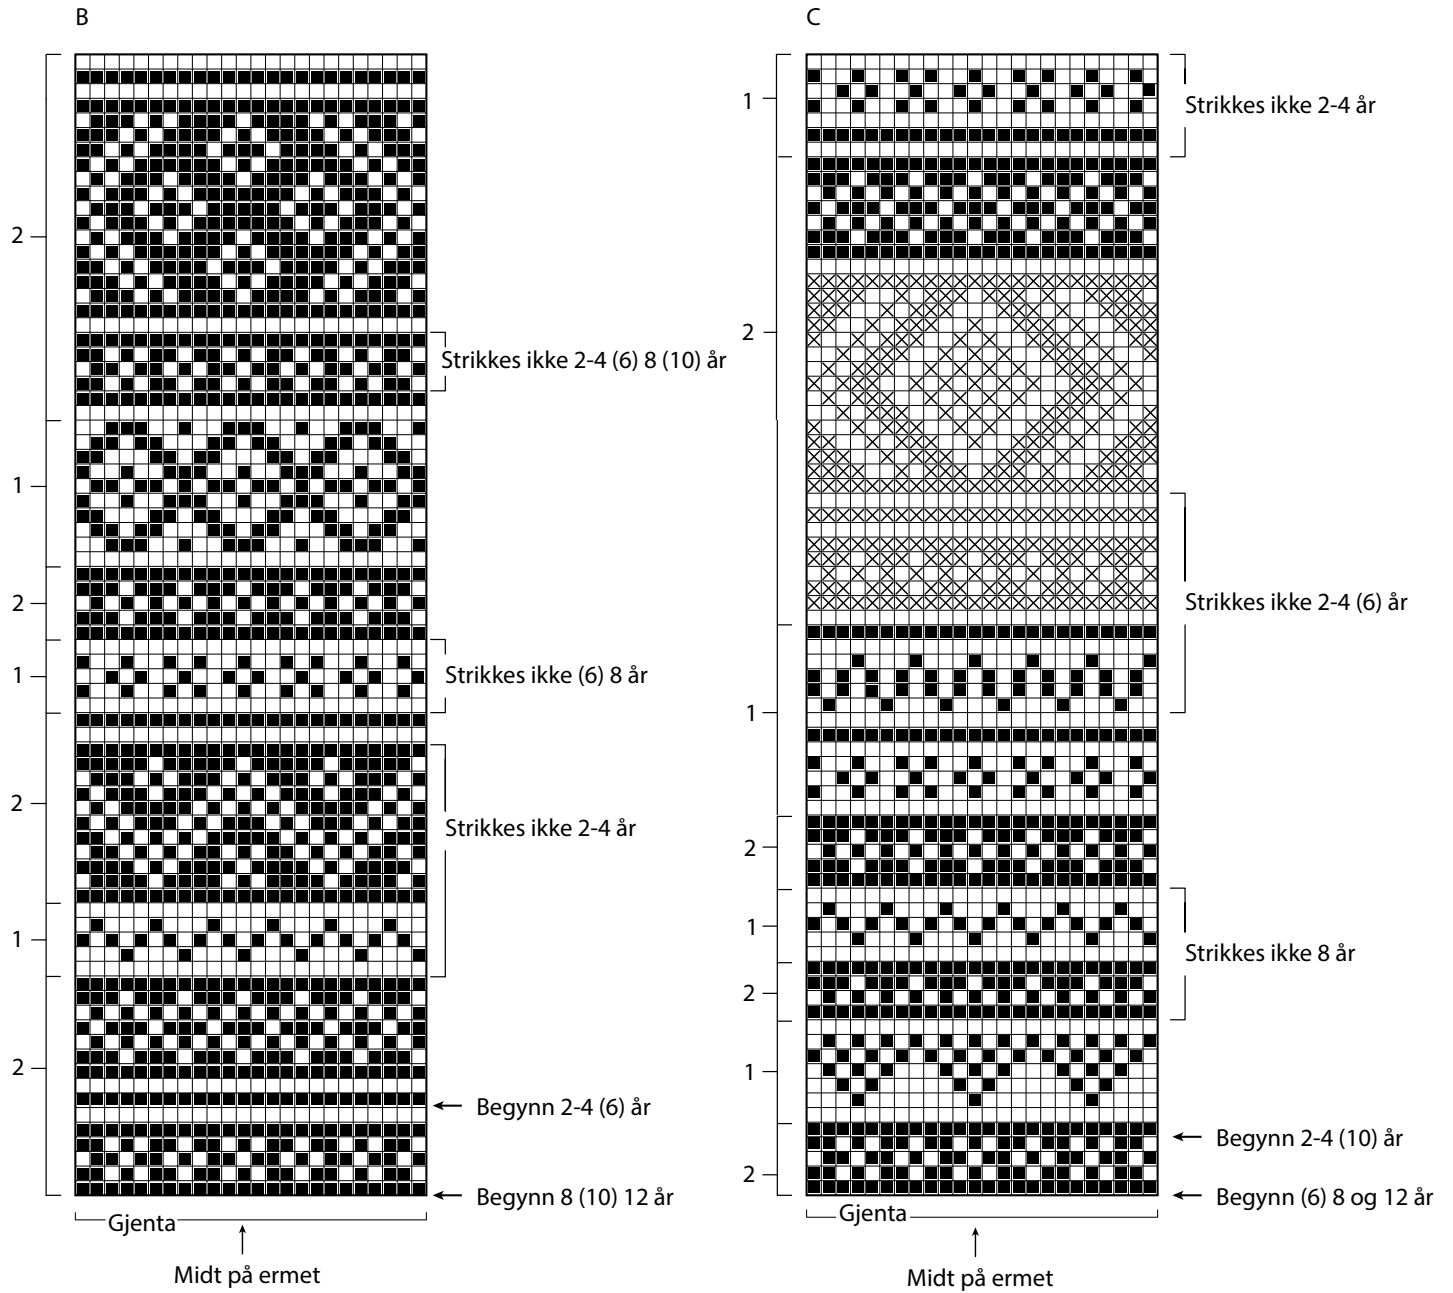 B
2
Strikkes ikke 2-4 (6) 8 (10) år
1
2
1
Strikkes ikke (6) 8 år
2
Strikkes ikke 2-4 år
1
2
Begynn 2-4 (6) år
Begynn 8 (10) 12 år
Gjenta
Midt på ermet
C
1
Strikkes ikke 2-4 år
2
Strikkes ikke 2-4 (6) år
1
2
1
Strikkes ikke 8 år
2
1
Begynn 2-4 (10) år
2
Begynn (6) 8 og 12 år
Gjenta
Midt på ermet